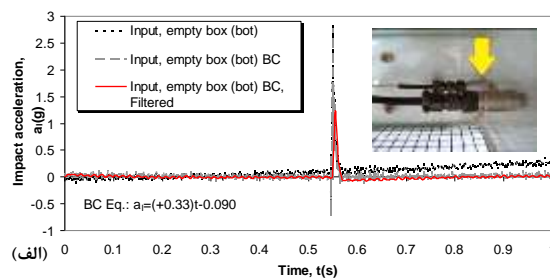 3
2.5
2
1.5
1
0.5
0
-0.5
-1
Impact acceleration,
aI(g)
Input, empty box (bot)
Input, empty box (bot) BC
Input, empty box (bot) BC,
Filtered
BC Eq.: aI=(+0.33)t-0.090
0 0.1 0.2 0.3 0.4 0.5 0.6 0.7 0.8 0.9 1
Time, t(s)
(الف)